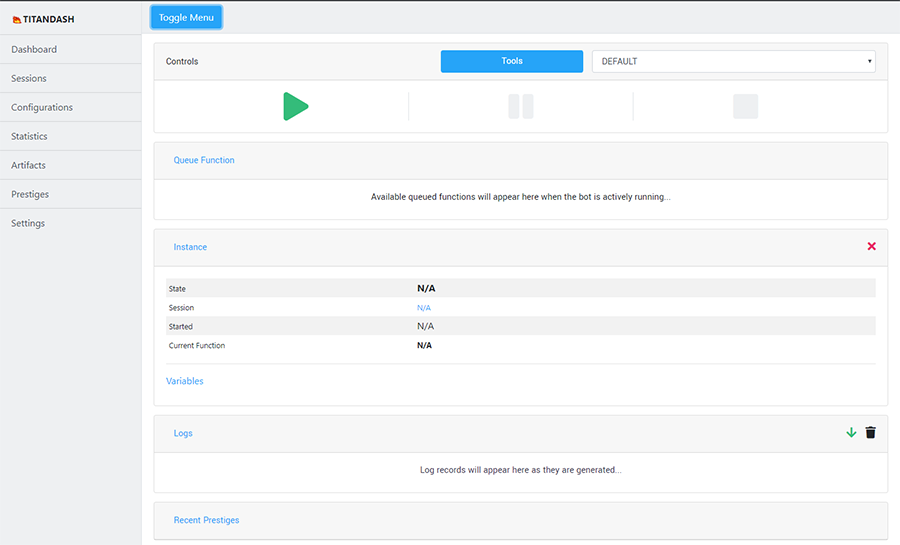 TITANDASH
Toggle Menu
Dashboard
Sessions
Configurations
Statistics
Artifacts
Prestiges
Settings
Controls
Tools
DEFAULT
Queue Function
Available queued functions will appear here when the bot is actively running...
Instance
State N/A
Session N/A
Started N/A
Current Function N/A
Variables
Logs
Log records will appear here as they are generated...
Recent Prestiges